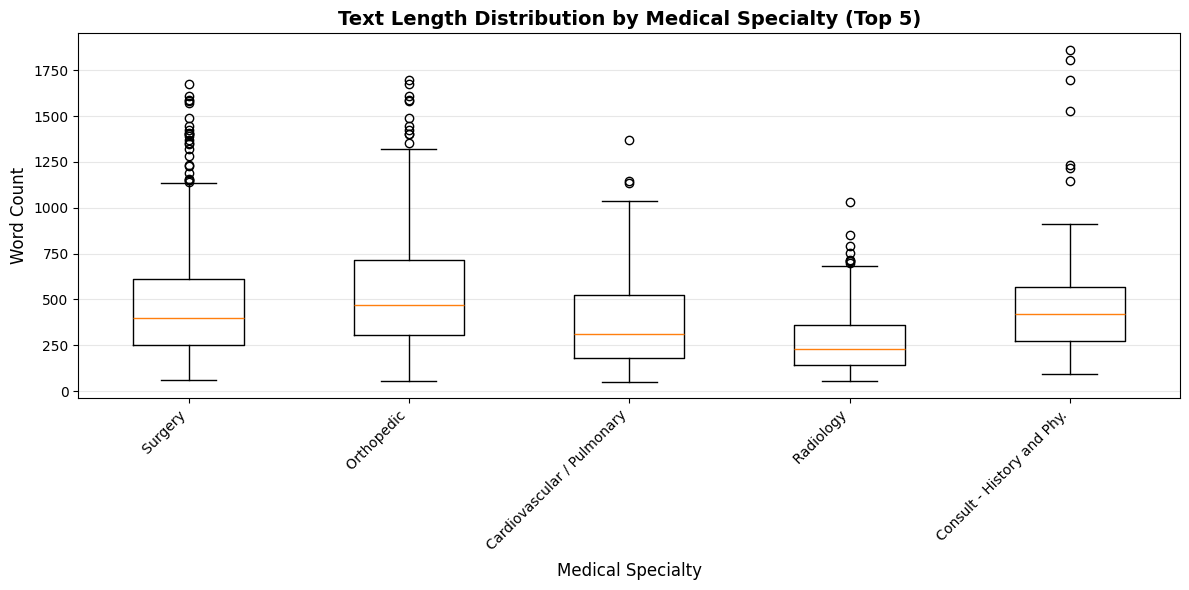 Text Length Distribution by Medical Specialty (Top 5)
Word Count
1750
1500
1250
1000
750
500
250
0
Surgery
Orthopedic
Cardiovascular / Pulmonary
Radiology
Consult - History and Phy.
Medical Specialty